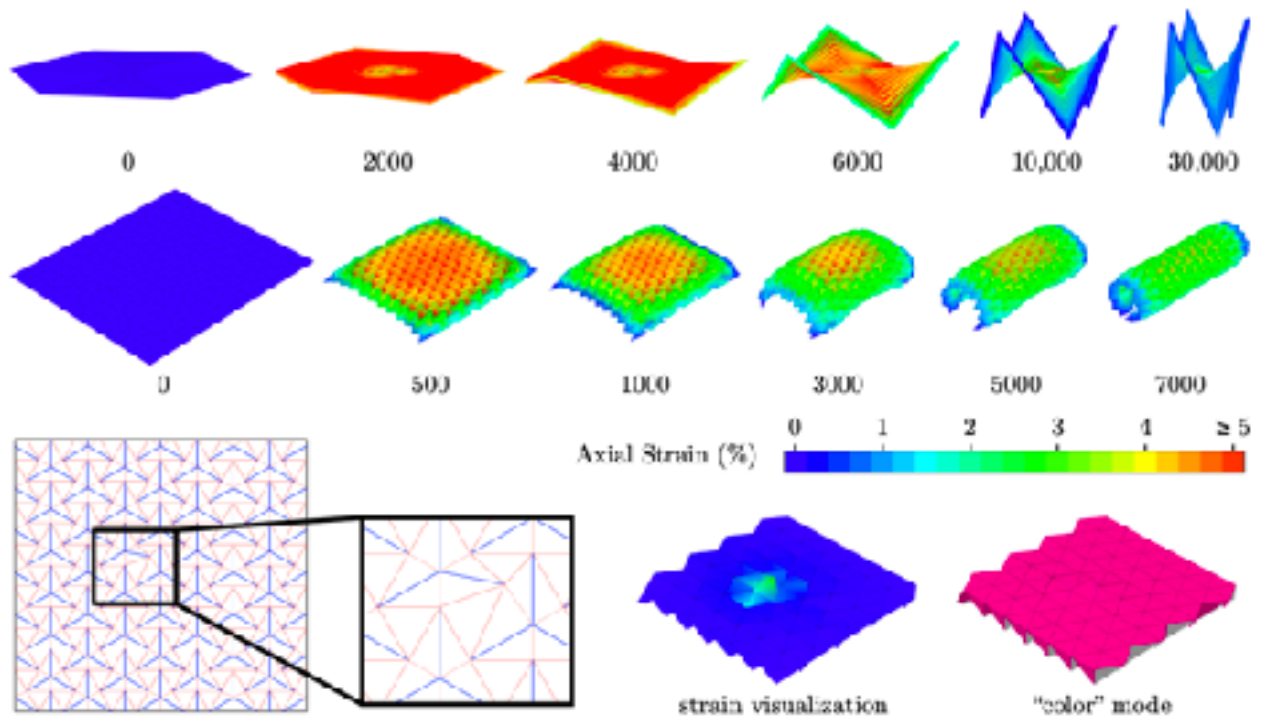 0 2000 4000 6000 10,000 30,000
0 500 1000 3000 5000 7000
0 1 2 3 4 ≥ 5
Axial Strain (%)
strain visualization "color" mode